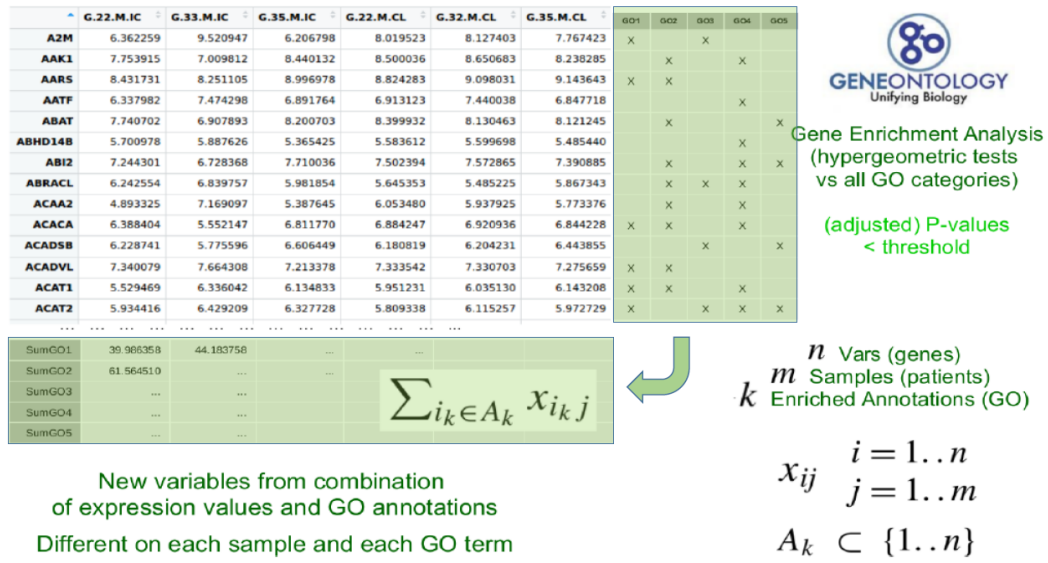 G.22.M.IC G.33.M.IC G.35.M.IC G.22.M.CL G.32.M.CL G.35.M.CL GO1 GO2 GO3 GO4 GO5
A2M 6.362259 9.520947 6.206798 8.019523 8.127403 7.767423 X X
AAK1 7.753915 7.009812 8.440132 8.500036 8.650683 8.238285 X X
AARS 8.431731 8.251105 8.996978 8.824283 9.098031 9.143643 X X
AATF 6.337982 7.474298 6.891764 6.913123 7.440038 6.847718 X
ABAT 7.740702 6.907893 8.200703 8.399932 8.130463 8.121245 X X
ABHD14B 5.700978 5.887626 5.365425 5.583612 5.599698 5.485440 X
ABI2 7.244301 6.728368 7.710036 7.502394 7.572865 7.390885 X X X
ABRACL 6.242554 6.839757 5.981854 5.645353 5.485225 5.867343 X X X
ACAA2 4.893325 7.169097 5.387645 6.053480 5.937925 5.773376 X X
ACACA 6.388404 5.552147 6.811770 6.884247 6.920936 6.844228 X X X
ACADSB 6.228741 5.775596 6.606449 6.180819 6.204231 6.443855 X X
ACADVL 7.340079 7.664308 7.213378 7.333542 7.330703 7.275659 X X
ACAT1 5.529469 6.336042 6.134833 5.951231 6.035130 6.143208 X X X
ACAT2 5.934416 6.429209 6.327728 5.809338 6.115257 5.972729 X X X X
... ... ... ... ... ... ... ... ... ... ... ... ... ...
SumGO1 39.986358 44.183758 ... ...
SumGO2 61.564510 ... ...
SumGO3 ... ...
SumGO4 ... ...
SumGO5 ... ...
∑i_k∈A_k x_i_k j
New variables from combination
of expression values and GO annotations
Different on each sample and each GO term
GENEONTOLOGY
Unifying Biology
Gene Enrichment Analysis
(hypergeometric tests
vs all GO categories)
(adjusted) P-values
< threshold
n Vars (genes)
m Samples (patients)
k Enriched Annotations (GO)
x_ij i = 1..n
j = 1..m
A_k ⊂ {1..n}